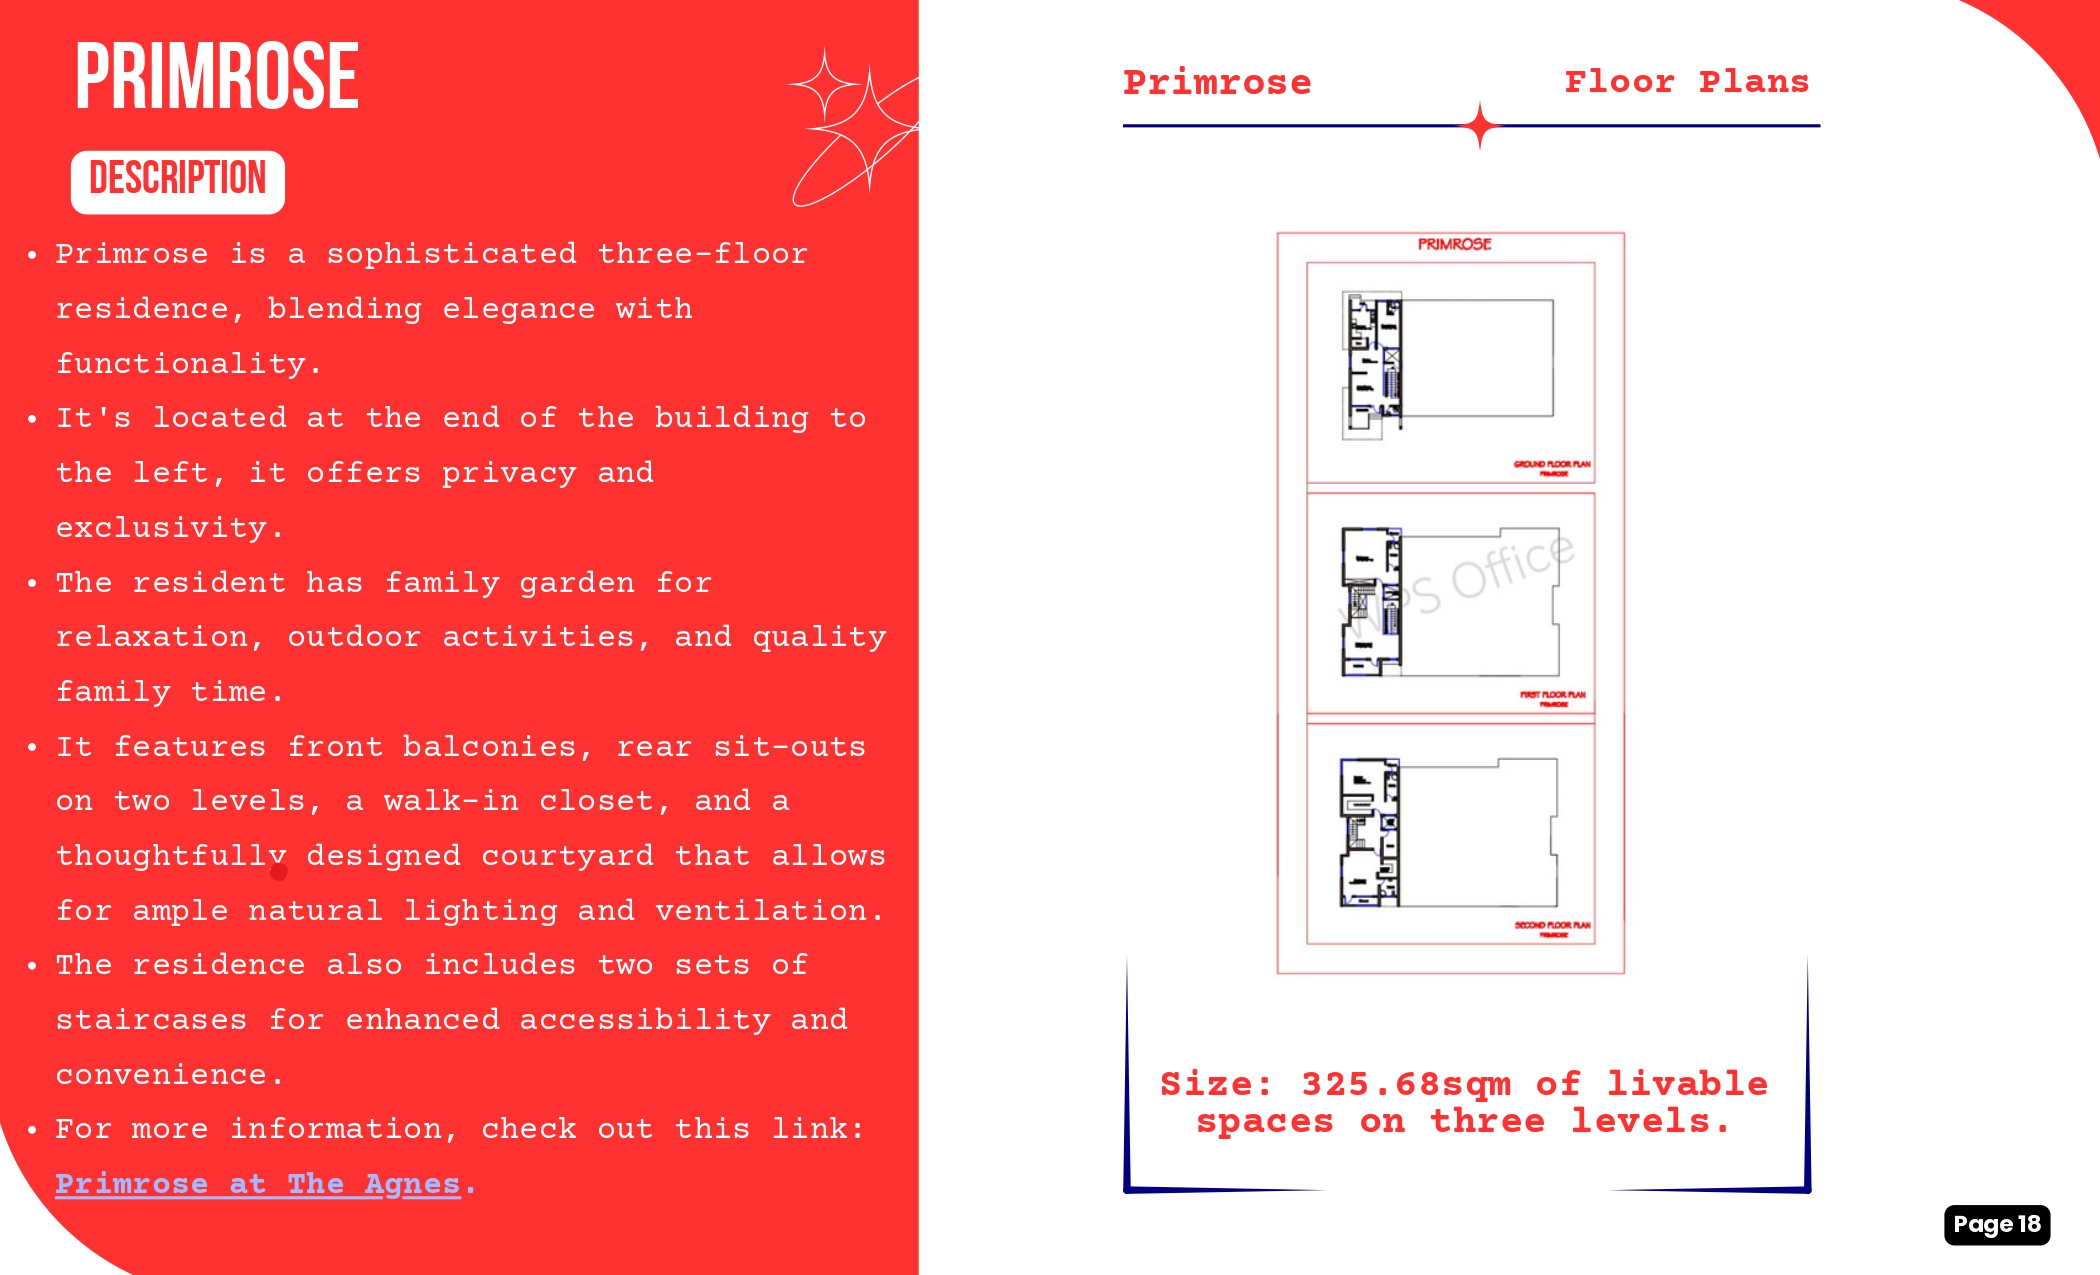 PRIMROSE
DESCRIPTION
• Primrose is a sophisticated three-floor
residence, blending elegance with
functionality.
• It's located at the end of the building to
the left, it offers privacy and
exclusivity.
• The resident has family garden for
relaxation, outdoor activities, and quality
family time.
• It features front balconies, rear sit-outs
on two levels, a walk-in closet, and a
thoughtfully designed courtyard that allows
for ample natural lighting and ventilation.
• The residence also includes two sets of
staircases for enhanced accessibility and
convenience.
• For more information, check out this link:
Primrose at The Agnes.
Primrose
Floor Plans
PRIMROSE
GROUND FLOOR PLAN
PRIMROSE
WPS Office
FIRST FLOOR PLAN
PRIMROSE
SECOND FLOOR PLAN
PRIMROSE
Size: 325.68sqm of livable
spaces on three levels.
Page 18